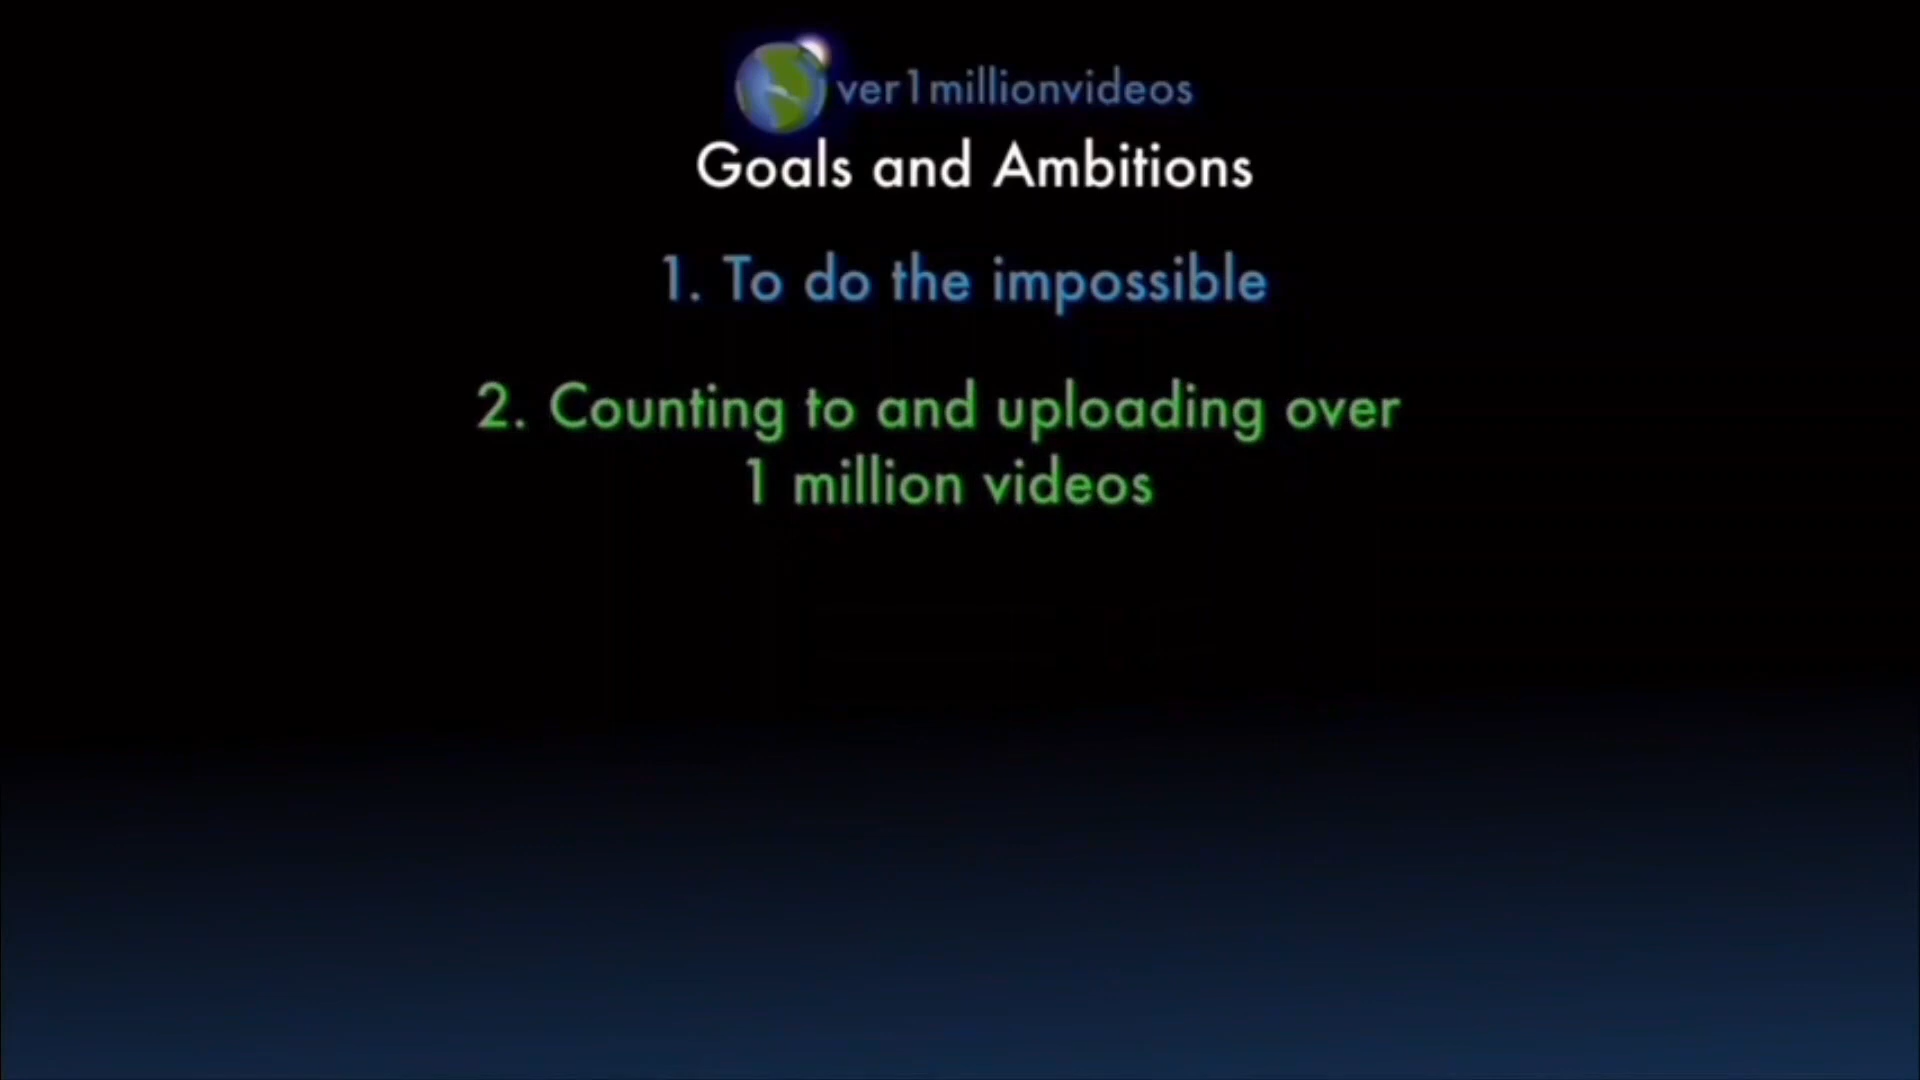 ver1millionvideos
Goals and Ambitions
1. To do the impossible
2. Counting to and uploading over
1 million videos